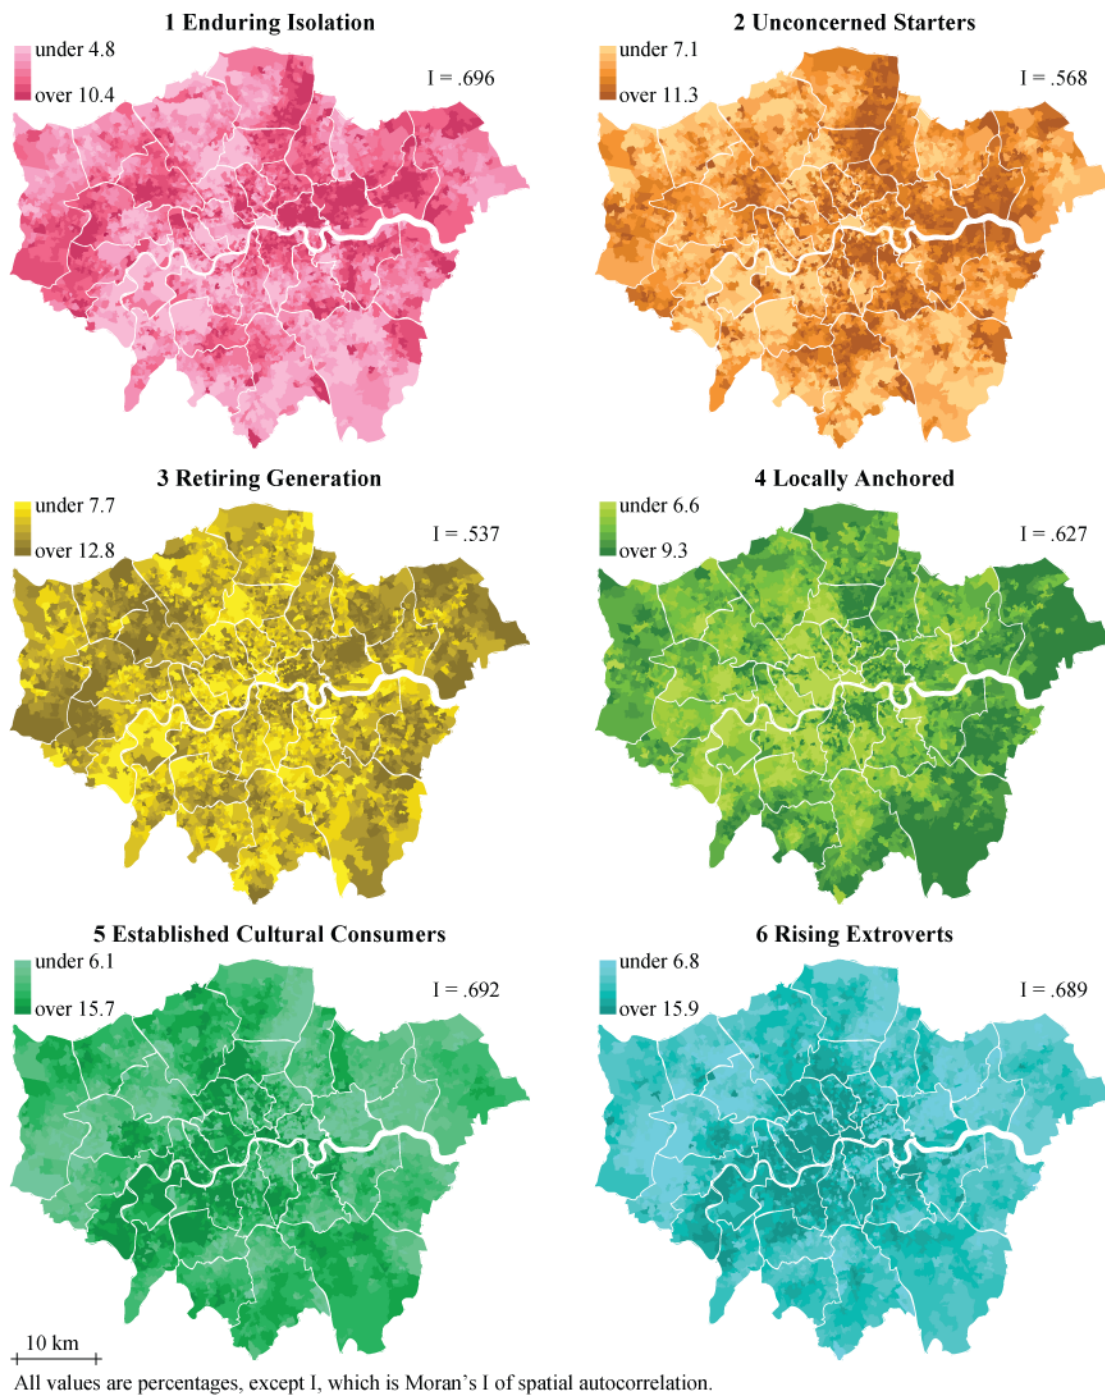 1 Enduring Isolation
under 4.8
over 10.4
I = .696
2 Unconcerned Starters
under 7.1
over 11.3
I = .568
3 Retiring Generation
under 7.7
over 12.8
I = .537
4 Locally Anchored
under 6.6
over 9.3
I = .627
5 Established Cultural Consumers
under 6.1
over 15.7
I = .692
6 Rising Extroverts
under 6.8
over 15.9
I = .689
10 km
All values are percentages, except I, which is Moran's I of spatial autocorrelation.